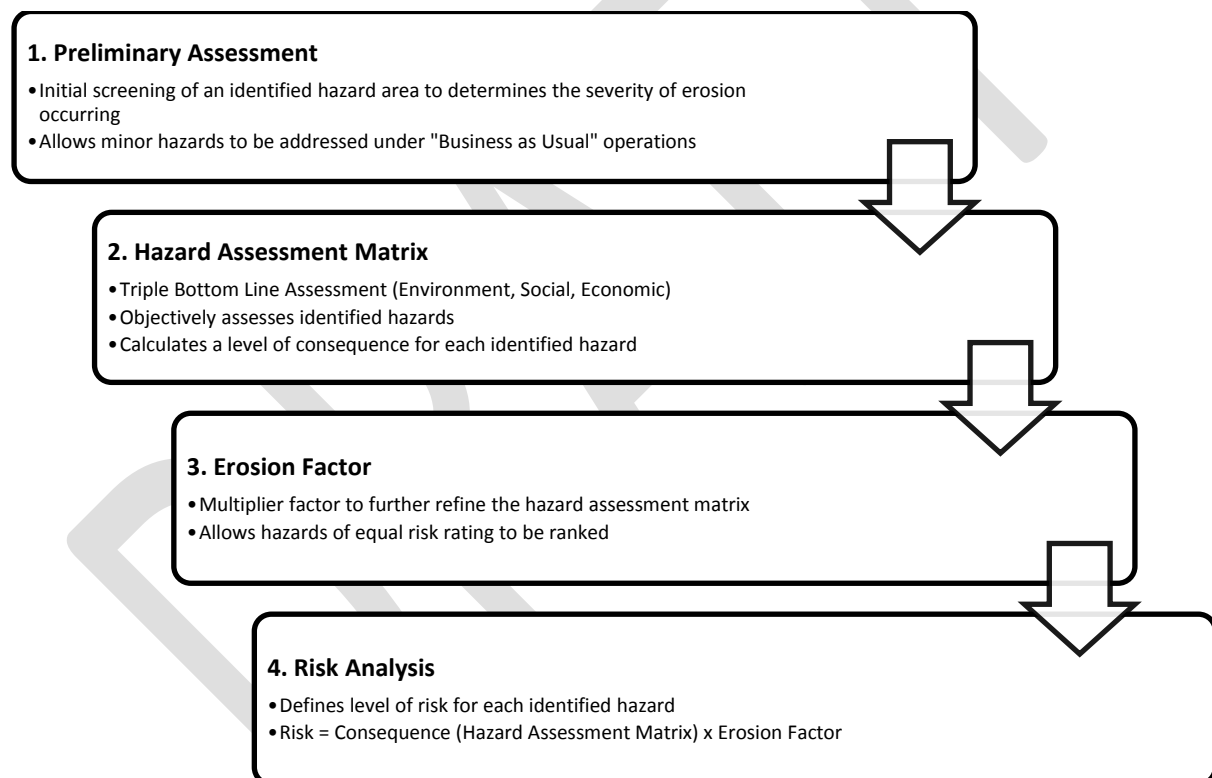 1. Preliminary Assessment
•Initial screening of an identified hazard area to determines the severity of erosion
occurring
•Allows minor hazards to be addressed under "Business as Usual" operations
2. Hazard Assessment Matrix
•Triple Bottom Line Assessment (Environment, Social, Economic)
•Objectively assesses identified hazards
•Calculates a level of consequence for each identified hazard
3. Erosion Factor
•Multiplier factor to further refine the hazard assessment matrix
•Allows hazards of equal risk rating to be ranked
4. Risk Analysis
•Defines level of risk for each identified hazard
•Risk = Consequence (Hazard Assessment Matrix) x Erosion Factor